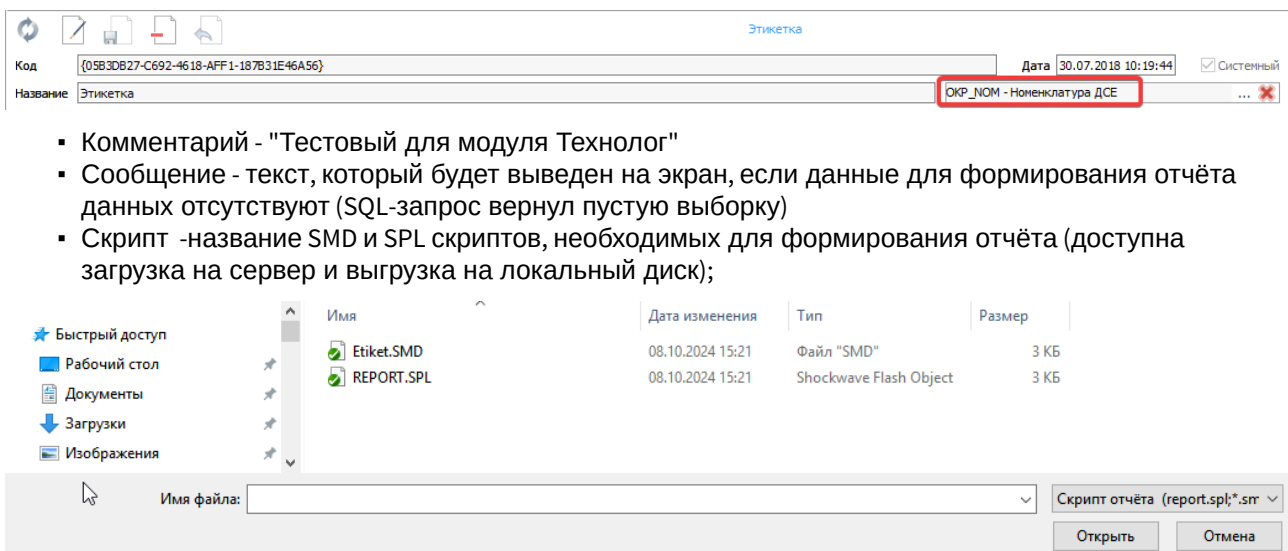 Этикетка
Код {05B3DB27-C692-4618-AFF1-187B31E46A56} Дата 30.07.2018 10:19:44 Системный
Название Этикетка OKP_NOM - Номенклатура ДСЕ ...
▪ Комментарий - "Тестовый для модуля Технолог"
▪ Сообщение - текст, который будет выведен на экран, если данные для формирования отчёта
данных отсутствуют (SQL-запрос вернул пустую выборку)
▪ Скрипт -название SMD и SPL скриптов, необходимых для формирования отчёта (доступна
загрузка на сервер и выгрузка на локальный диск);
Имя Дата изменения Тип Размер
Быстрый доступ
Рабочий стол
Документы
Загрузки
Изображения
Etiket.SMD 08.10.2024 15:21 Файл "SMD" 3 КБ
REPORT.SPL 08.10.2024 15:21 Shockwave Flash Object 3 КБ
Имя файла: Скрипт отчёта (report.spl;*.sm
Открыть Отмена